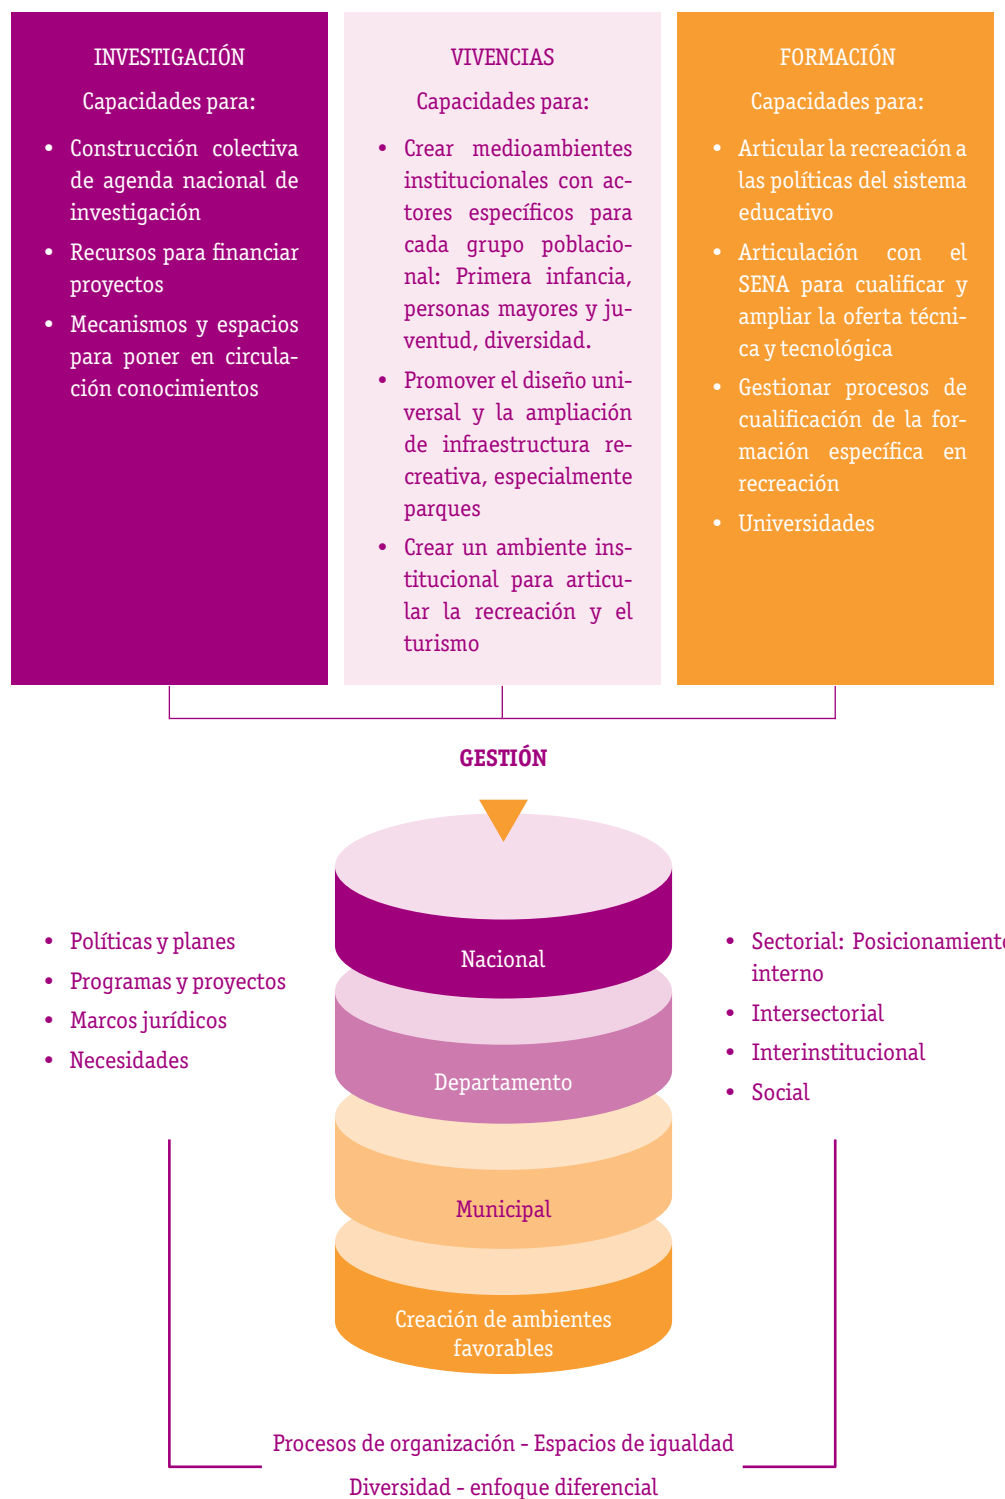 INVESTIGACIÓN
Capacidades para:
• Construcción colectiva
de agenda nacional de
investigación
• Recursos para financiar
proyectos
• Mecanismos y espacios
para poner en circula-
ción conocimientos
VIVENCIAS
Capacidades para:
• Crear medioambientes
institucionales con ac-
tores específicos para
cada grupo poblacio-
nal: Primera infancia,
personas mayores y ju-
ventud, diversidad.
• Promover el diseño uni-
versal y la ampliación
de infraestructura re-
creativa, especialmente
parques
• Crear un ambiente ins-
titucional para articu-
lar la recreación y el
turismo
FORMACIÓN
Capacidades para:
• Articular la recreación a
las políticas del sistema
educativo
• Articulación con el
SENA para cualificar y
ampliar la oferta técni-
ca y tecnológica
• Gestionar procesos de
cualificación de la for-
mación específica en
recreación
• Universidades
GESTIÓN
• Políticas y planes
• Programas y proyectos
• Marcos jurídicos
• Necesidades
Nacional
Departamento
Municipal
Creación de ambientes
favorables
• Sectorial: Posicionamiento
interno
• Intersectorial
• Interinstitucional
• Social
Procesos de organización - Espacios de igualdad
Diversidad - enfoque diferencial